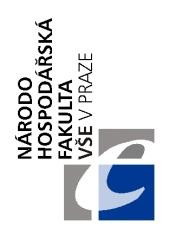 NÁRODO
HOSPODÁŘSKÁ
FAKULTA
VŠE V PRAZE